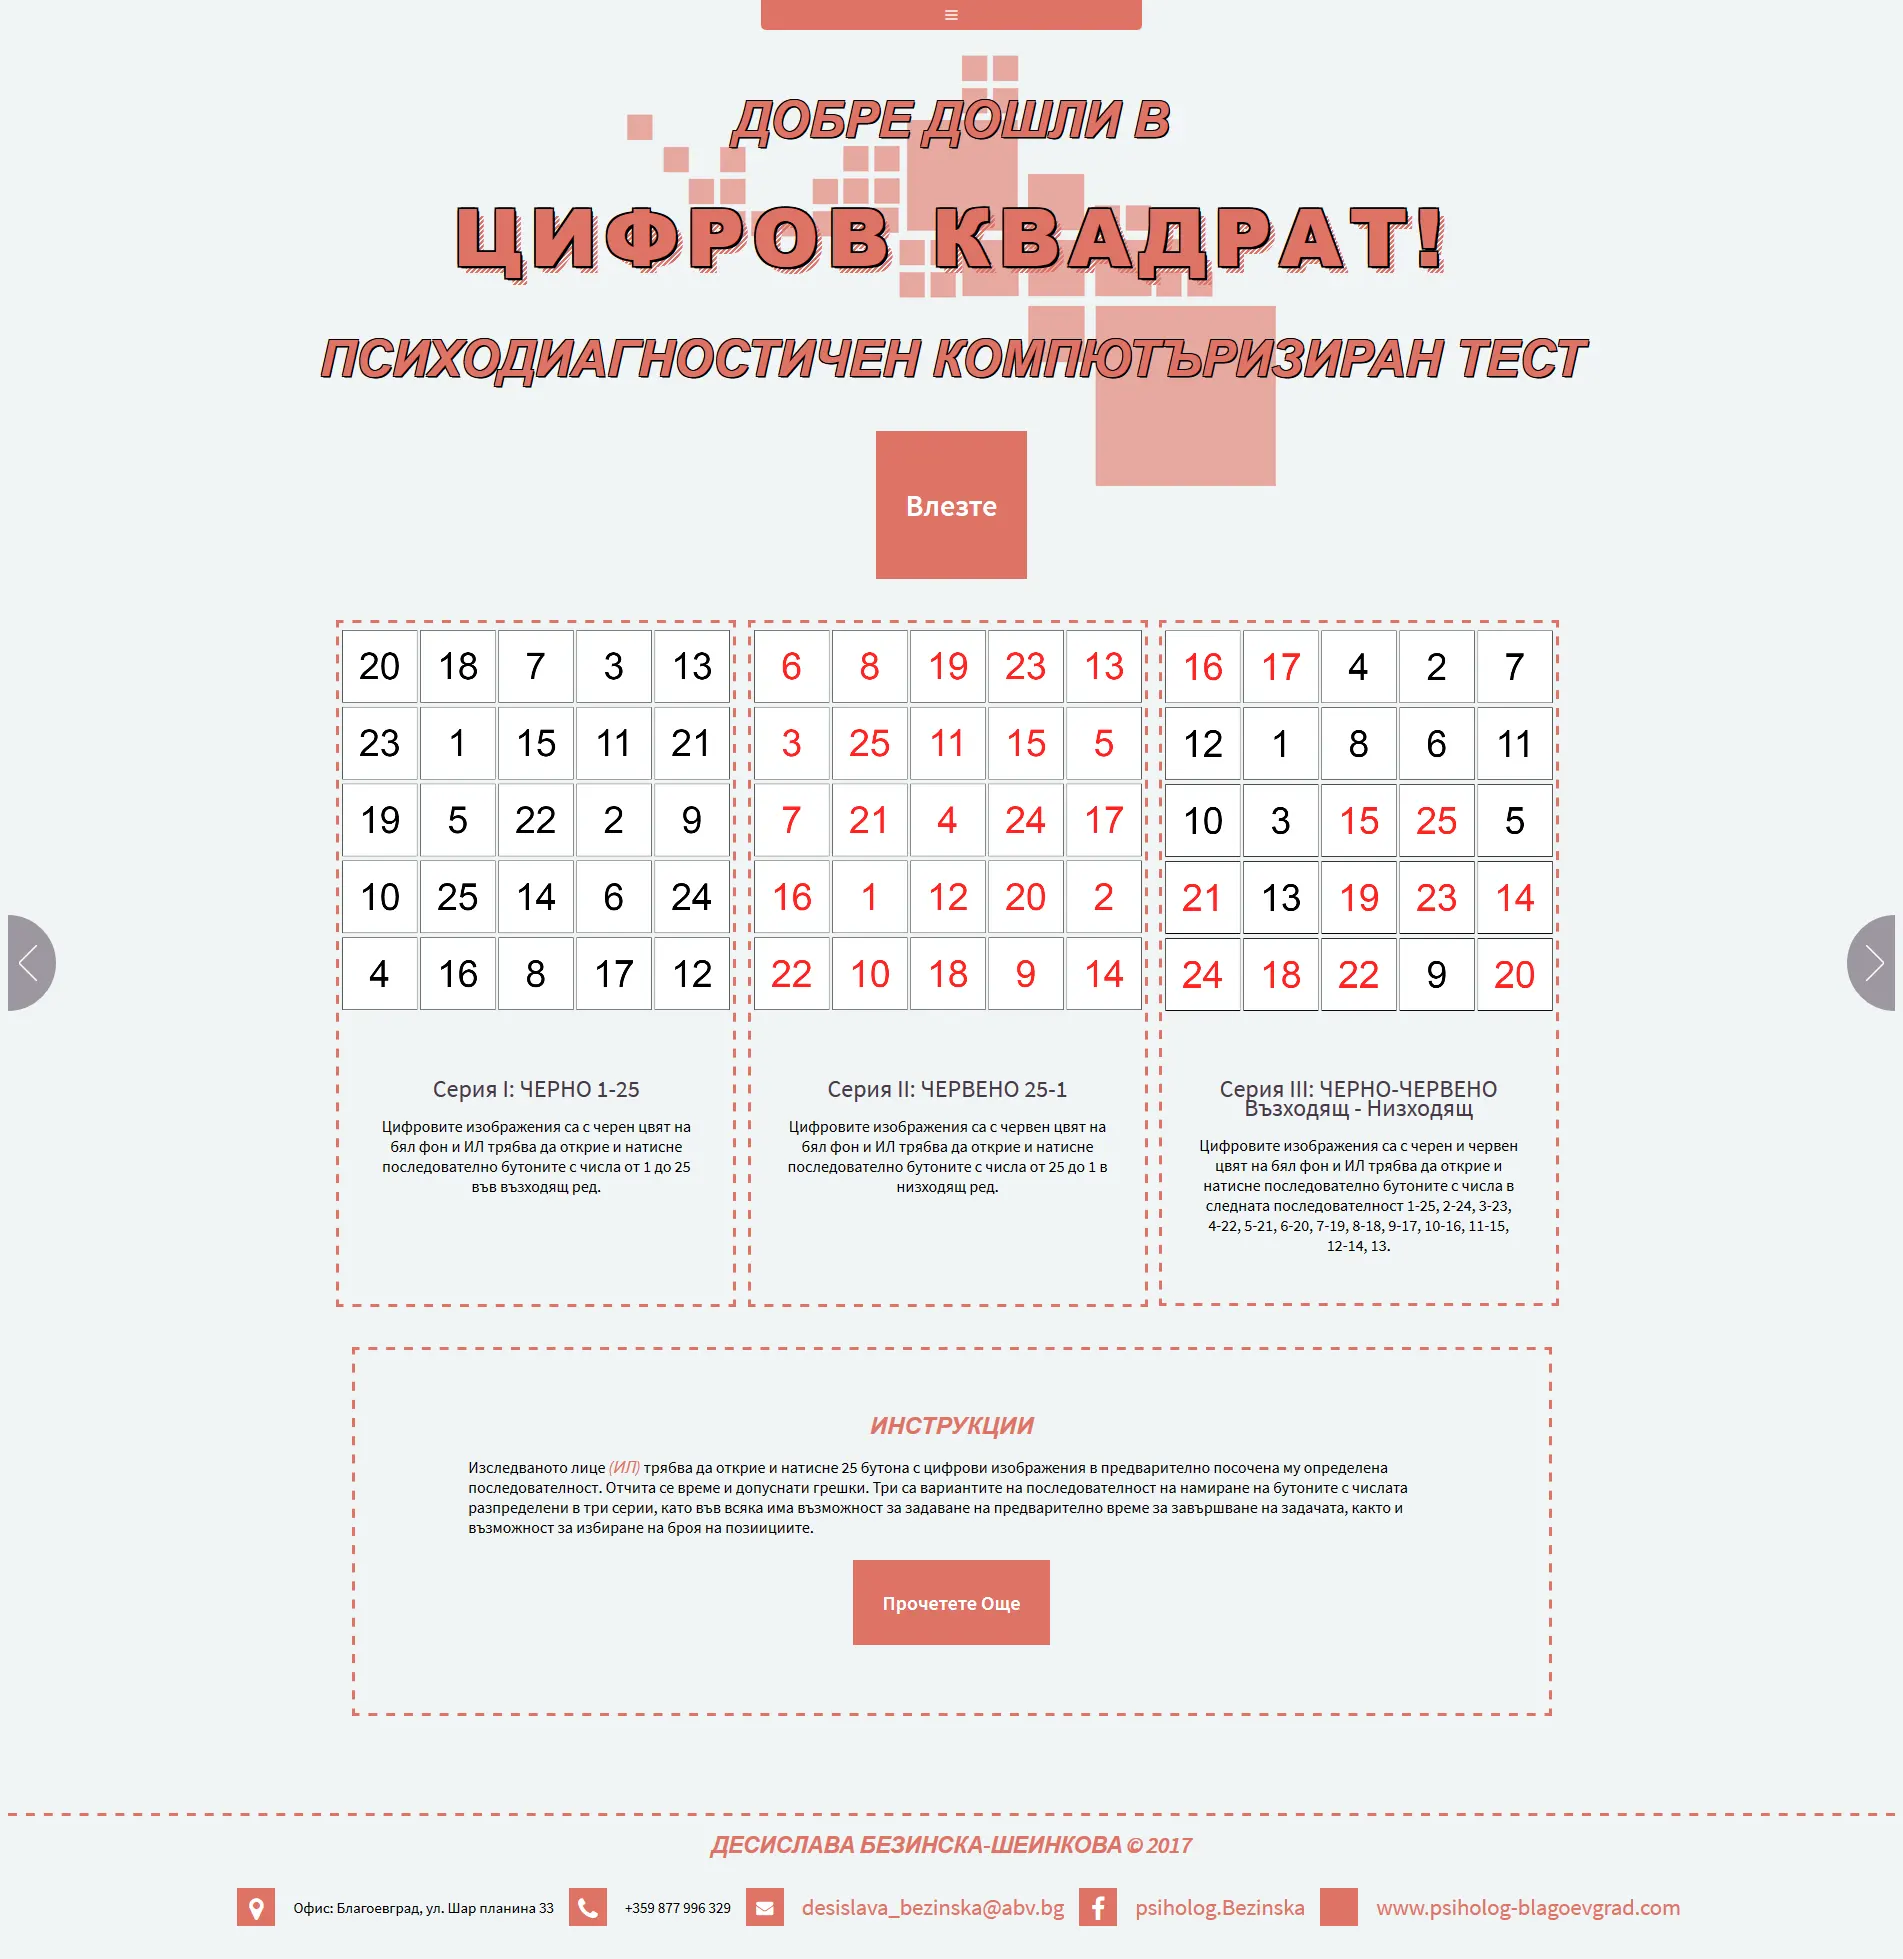 ДОБРЕ ДОШЛИ В
ЦИФРОВ КВАДРАТ!
ПСИХОДИАГНОСТИЧЕН КОМПЮТЪРИЗИРАН ТЕСТ
Влезте
20 18 7 3 13
23 1 15 11 21
19 5 22 2 9
10 25 14 6 24
4 16 8 17 12
Серия I: ЧЕРНО 1-25
Цифровите изображения са с черен цвят на
бял фон и ИЛ трябва да открие и натисне
последователно бутоните с числа от 1 до 25
във възходящ ред.
6 8 19 23 13
3 25 11 15 5
7 21 4 24 17
16 1 12 20 2
22 10 18 9 14
Серия II: ЧЕРВЕНО 25-1
Цифровите изображения са с червен цвят на
бял фон и ИЛ трябва да открие и натисне
последователно бутоните с числа от 25 до 1 в
низходящ ред.
16 17 4 2 7
12 1 8 6 11
10 3 15 25 5
21 13 19 23 14
24 18 22 9 20
Серия III: ЧЕРНО-ЧЕРВЕНО
Възходящ - Низходящ
Цифровите изображения са с черен и червен
цвят на бял фон и ИЛ трябва да открие и
натисне последователно бутоните с числа в
следната последователност 1-25, 2-24, 3-23,
4-22, 5-21, 6-20, 7-19, 8-18, 9-17, 10-16, 11-15,
12-14, 13.
ИНСТРУКЦИИ
Изследваното лице (ИЛ) трябва да открие и натисне 25 бутона с цифрови изображения в предварително посочена му определена
последователност. Отчита се време и допуснати грешки. Три са вариантите на последователност на намиране на бутоните с числата
разпределени в три серии, като във всяка има възможност за задаване на предварително време за завършване на задачата, както и
възможност за избиране на броя на позиициите.
Прочетете Още
ДЕСИСЛАВА БЕЗИНСКА-ШЕИНКОВА © 2017
Офис: Благоевград, ул. Шар планина 33 +359 877 996 329 desislava_bezinska@abv.bg psiholog.Bezinska www.psiholog-blagoevgrad.com